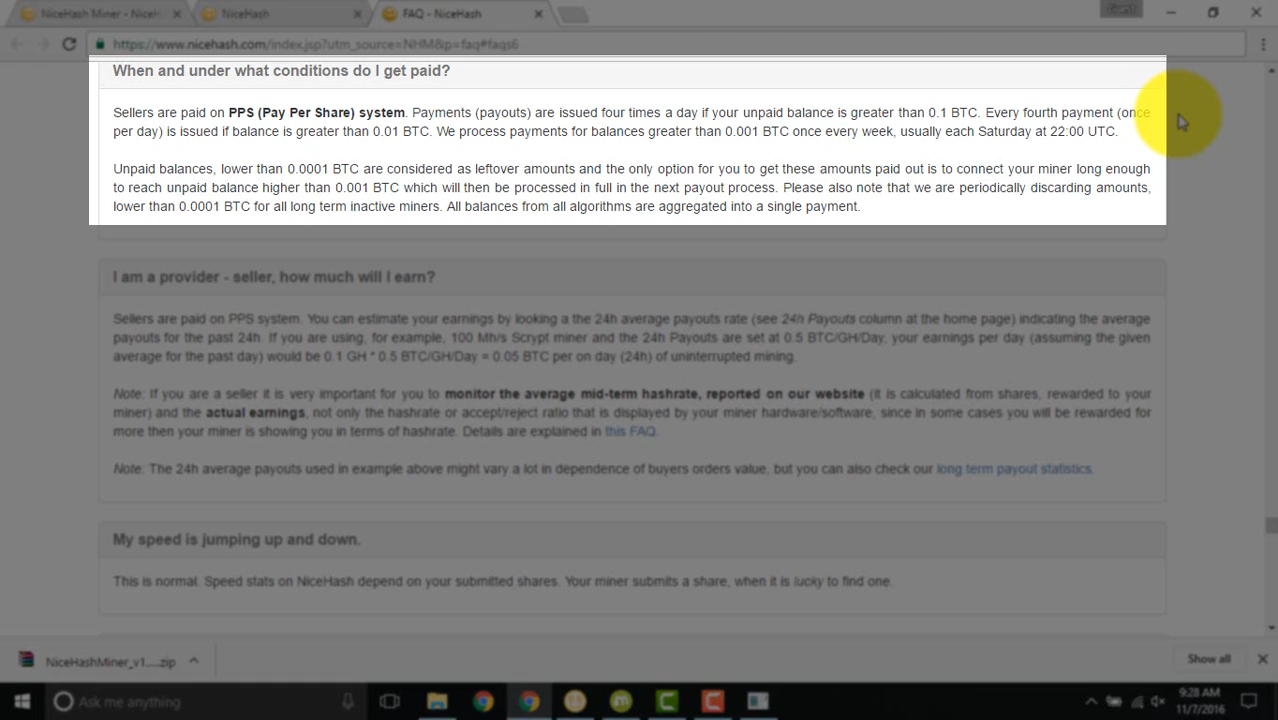 NiceHash Miner - NiceH
NiceHash
FAQ - NiceHash
Guest
https://www.nicehash.com/index.jsp?utm_source=NHM&p=faq#faqs6
When and under what conditions do I get paid?
Sellers are paid on PPS (Pay Per Share) system. Payments (payouts) are issued four times a day if your unpaid balance is greater than 0.1 BTC. Every fourth payment (once
per day) is issued if balance is greater than 0.01 BTC. We process payments for balances greater than 0.001 BTC once every week, usually each Saturday at 22:00 UTC.
Unpaid balances, lower than 0.0001 BTC are considered as leftover amounts and the only option for you to get these amounts paid out is to connect your miner long enough
to reach unpaid balance higher than 0.001 BTC which will then be processed in full in the next payout process. Please also note that we are periodically discarding amounts,
lower than 0.0001 BTC for all long term inactive miners. All balances from all algorithms are aggregated into a single payment.
I am a provider - seller, how much will I earn?
Sellers are paid on PPS system. You can estimate your earnings by looking a the 24h average payouts rate (see 24h Payouts column at the home page) indicating the average
payouts for the past 24h. If you are using, for example, 100 Mh/s Scrypt miner and the 24h Payouts are set at 0.5 BTC/GH/Day, your earnings per day (assuming the given
average for the past day) would be 0.1 GH * 0.5 BTC/GH/Day = 0.05 BTC per on day (24h) of uninterrupted mining.
Note: If you are a seller it is very important for you to monitor the average mid-term hashrate, reported on our website (it is calculated from shares, rewarded to your
miner) and the actual earnings, not only the hashrate or accept/reject ratio that is displayed by your miner hardware/software, since in some cases you will be rewarded for
more then your miner is showing you in terms of hashrate. Details are explained in this FAQ.
Note: The 24h average payouts used in example above might vary a lot in dependence of buyers orders value, but you can also check our long term payout statistics.
My speed is jumping up and down.
This is normal. Speed stats on NiceHash depend on your submitted shares. Your miner submits a share, when it is lucky to find one.
NiceHashMiner_v1....zip
Show all
Ask me anything
9:28 AM
11/7/2016